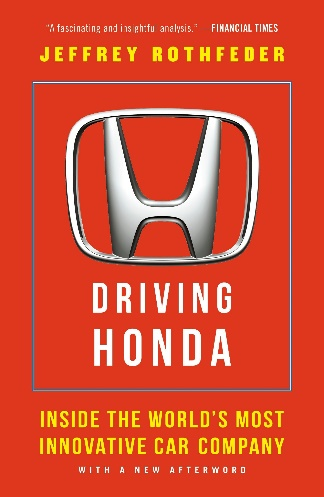 "A fascinating and insightful analysis." FINANCIAL TIMES
JEFFREY ROTHFEDER
DRIVING
HONDA
INSIDE THE WORLD'S MOST
INNOVATIVE CAR COMPANY
WITH A NEW AFTERWORD